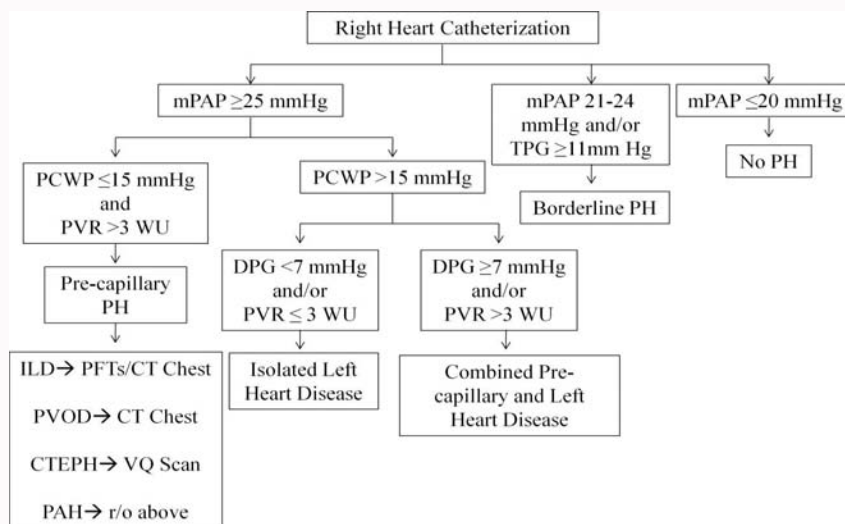 Right Heart Catheterization
mPAP ≥25 mmHg
mPAP 21-24
mmHg and/or
TPG ≥11mm Hg
mPAP ≤20 mmHg
PCWP ≤15 mmHg
and
PVR >3 WU
PCWP >15 mmHg
Borderline PH
No PH
Pre-capillary
PH
DPG <7 mmHg
and/or
PVR ≤ 3 WU
DPG ≥7 mmHg
and/or
PVR >3 WU
ILD→ PFTs/CT Chest
PVOD→ CT Chest
CTEPH→ VQ Scan
PAH→ r/o above
Isolated Left
Heart Disease
Combined Pre-
capillary and Left
Heart Disease